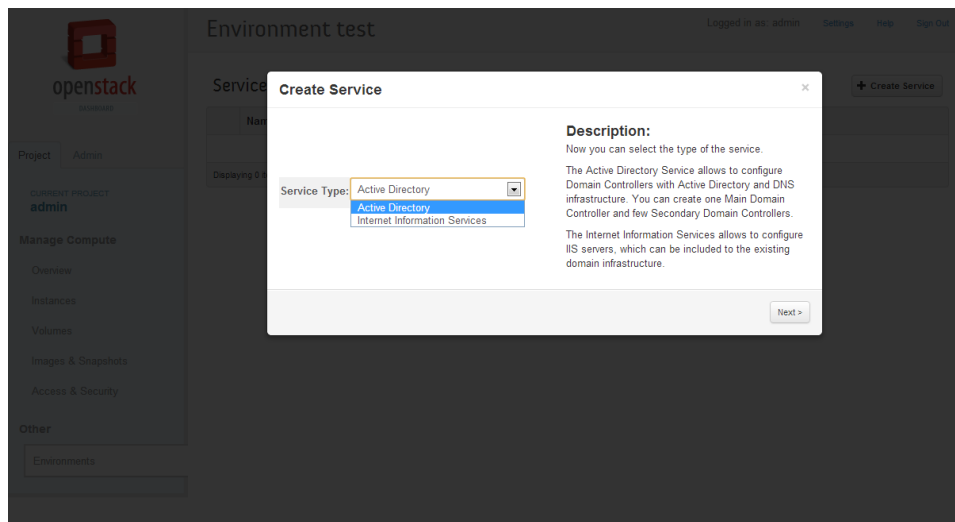 openstack
DASHBOARD
Project Admin
CURRENT PROJECT
admin
Manage Compute
Overview
Instances
Volumes
Images & Snapshots
Access & Security
Other
Environments
Environment test
Logged in as: admin Settings Help Sign Out
Service
+ Create Service
Nam
Displaying 0 it
Create Service ×
Service Type: Active Directory
Active Directory
Internet Information Services
Description:
Now you can select the type of the service.
The Active Directory Service allows to configure
Domain Controllers with Active Directory and DNS
infrastructure. You can create one Main Domain
Controller and few Secondary Domain Controllers.
The Internet Information Services allows to configure
IIS servers, which can be included to the existing
domain infrastructure.
Next >